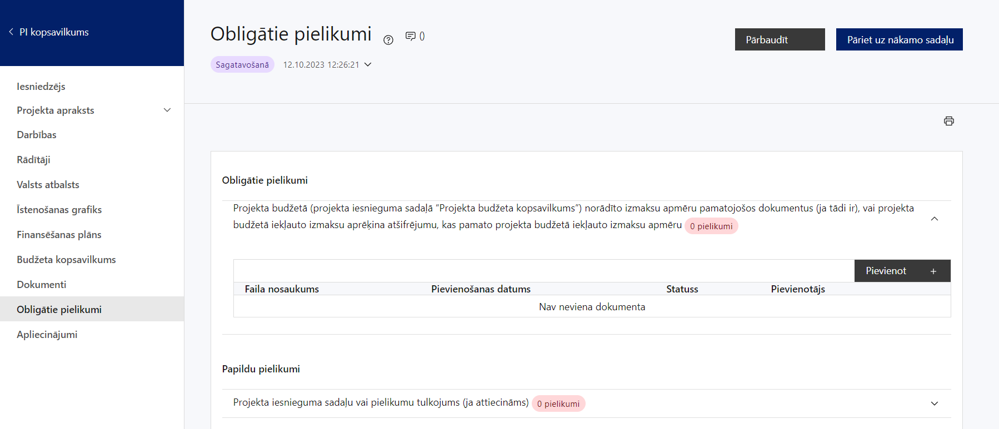 PI kopsavilkums
Iesniedzējs
Projekta apraksts
Darbības
Rādītāji
Valsts atbalsts
Īstenošanas grafiks
Finansēšanas plāns
Budžeta kopsavilkums
Dokumenti
Obligātie pielikumi
Apliecinājumi
Obligātie pielikumi ? ()
Pārbaudīt
Pāriet uz nākamo sadaļu
Sagatavošanā 12.10.2023 12:26:21
Obligātie pielikumi
Projekta budžetā (projekta iesnieguma sadaļā “Projekta budžeta kopsavilkums”) norādīto izmaksu apmēru pamatojošos dokumentus (ja tādi ir), vai projekta
budžetā iekļauto izmaksu aprēķina atšifrējumu, kas pamato projekta budžetā iekļauto izmaksu apmēru 0 pielikumi
Pievienot +
Faila nosaukums Pievienošanas datums Statuss Pievienotājs
Nav neviena dokumenta
Papildu pielikumi
Projekta iesnieguma sadaļu vai pielikumu tulkojums (ja attiecināms) 0 pielikumi